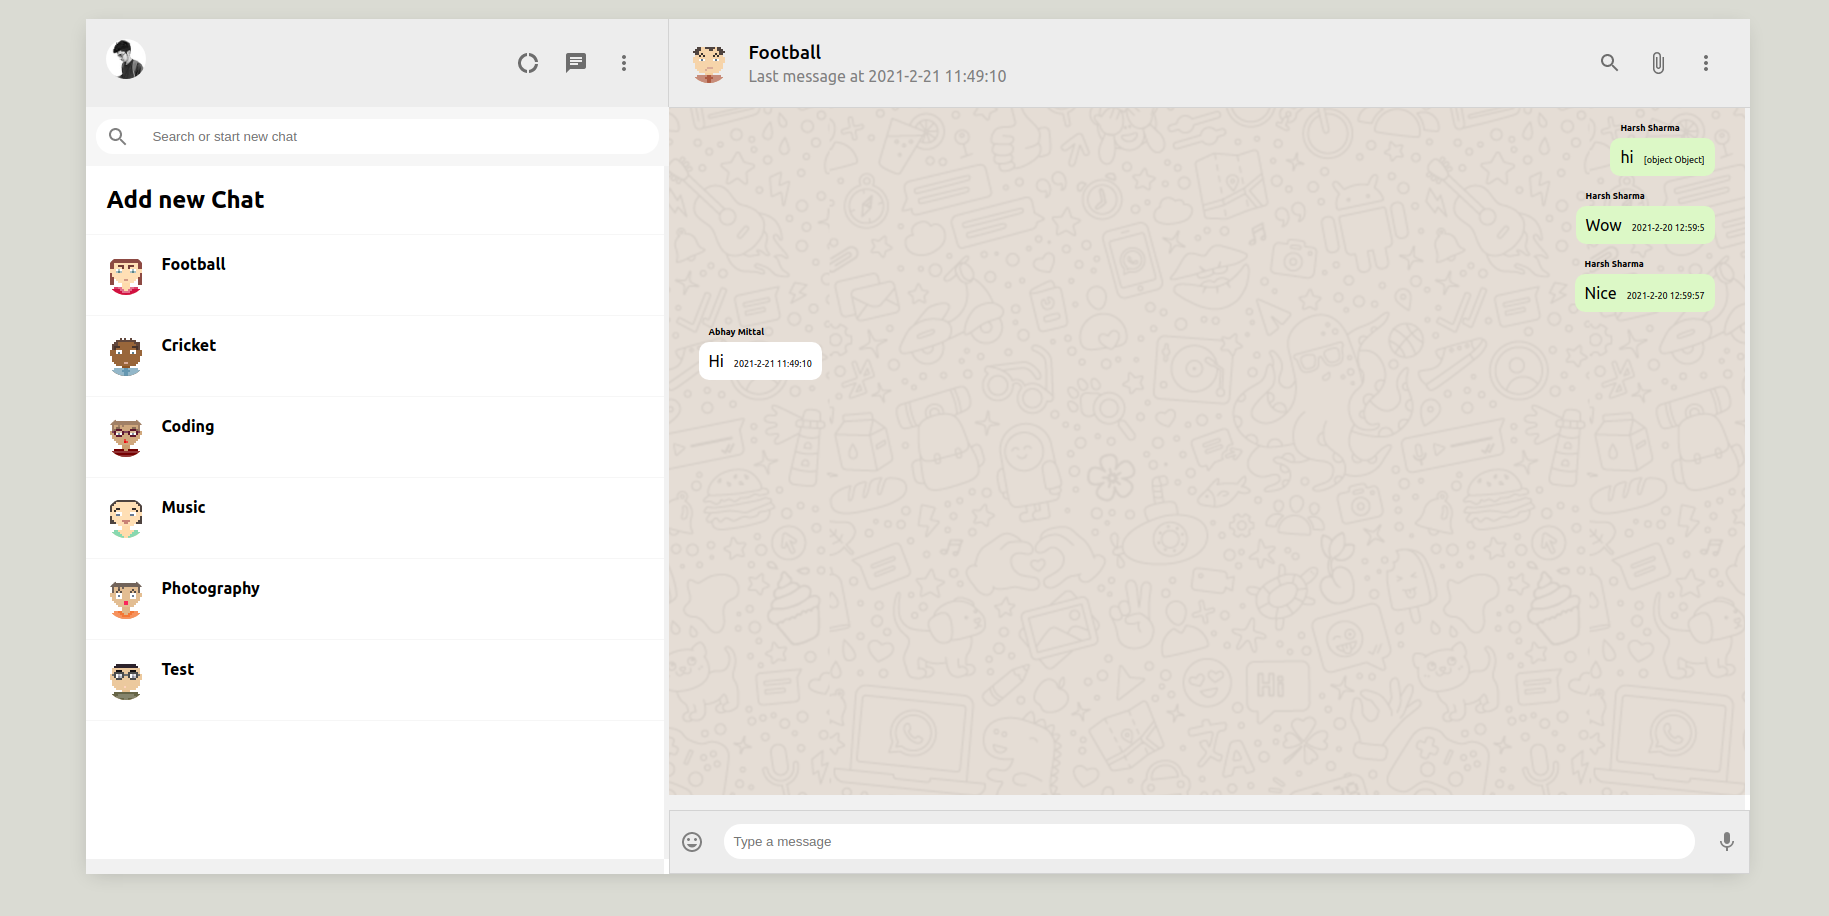 Search or start new chat
Add new Chat
Football
Cricket
Coding
Music
Photography
Test
Football
Last message at 2021-2-21 11:49:10
Harsh Sharma
hi [object Object]
Harsh Sharma
Wow 2021-2-20 12:59:5
Harsh Sharma
Nice 2021-2-20 12:59:57
Abhay Mittal
Hi 2021-2-21 11:49:10
Hi
Type a message